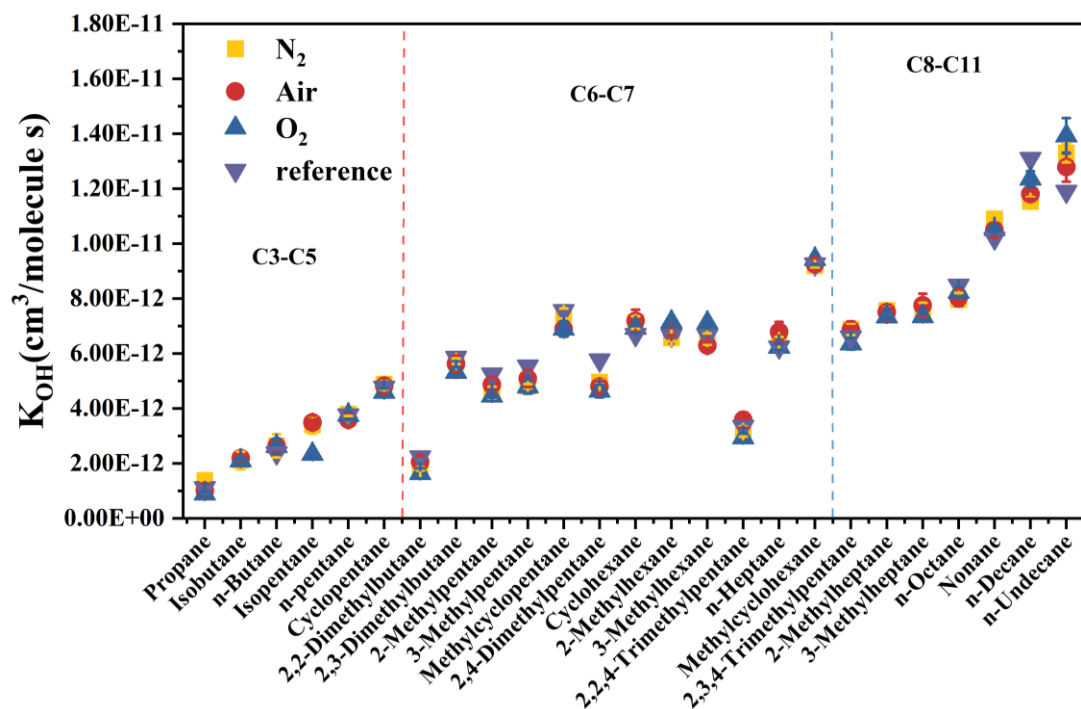 1.80E-11
1.60E-11
1.40E-11
1.20E-11
1.00E-11
8.00E-12
6.00E-12
4.00E-12
2.00E-12
0.00E+00
K_OH(cm³/molecule s)
N₂
Air
O₂
reference
C3-C5
C6-C7
C8-C11
Propane
Isobutane
n-Butane
Isopentane
n-pentane
Cyclopentane
2,2-Dimethylbutane
2,3-Dimethylbutane
2-Methylpentane
3-Methylpentane
Methylcyclopentane
2,4-Dimethylpentane
Cyclohexane
2-Methylhexane
3-Methylhexane
2,2,4-Trimethylpentane
n-Heptane
Methylcyclohexane
2,3,4-Trimethylpentane
2-Methylheptane
3-Methylheptane
n-Octane
Nonane
n-Decane
n-Undecane